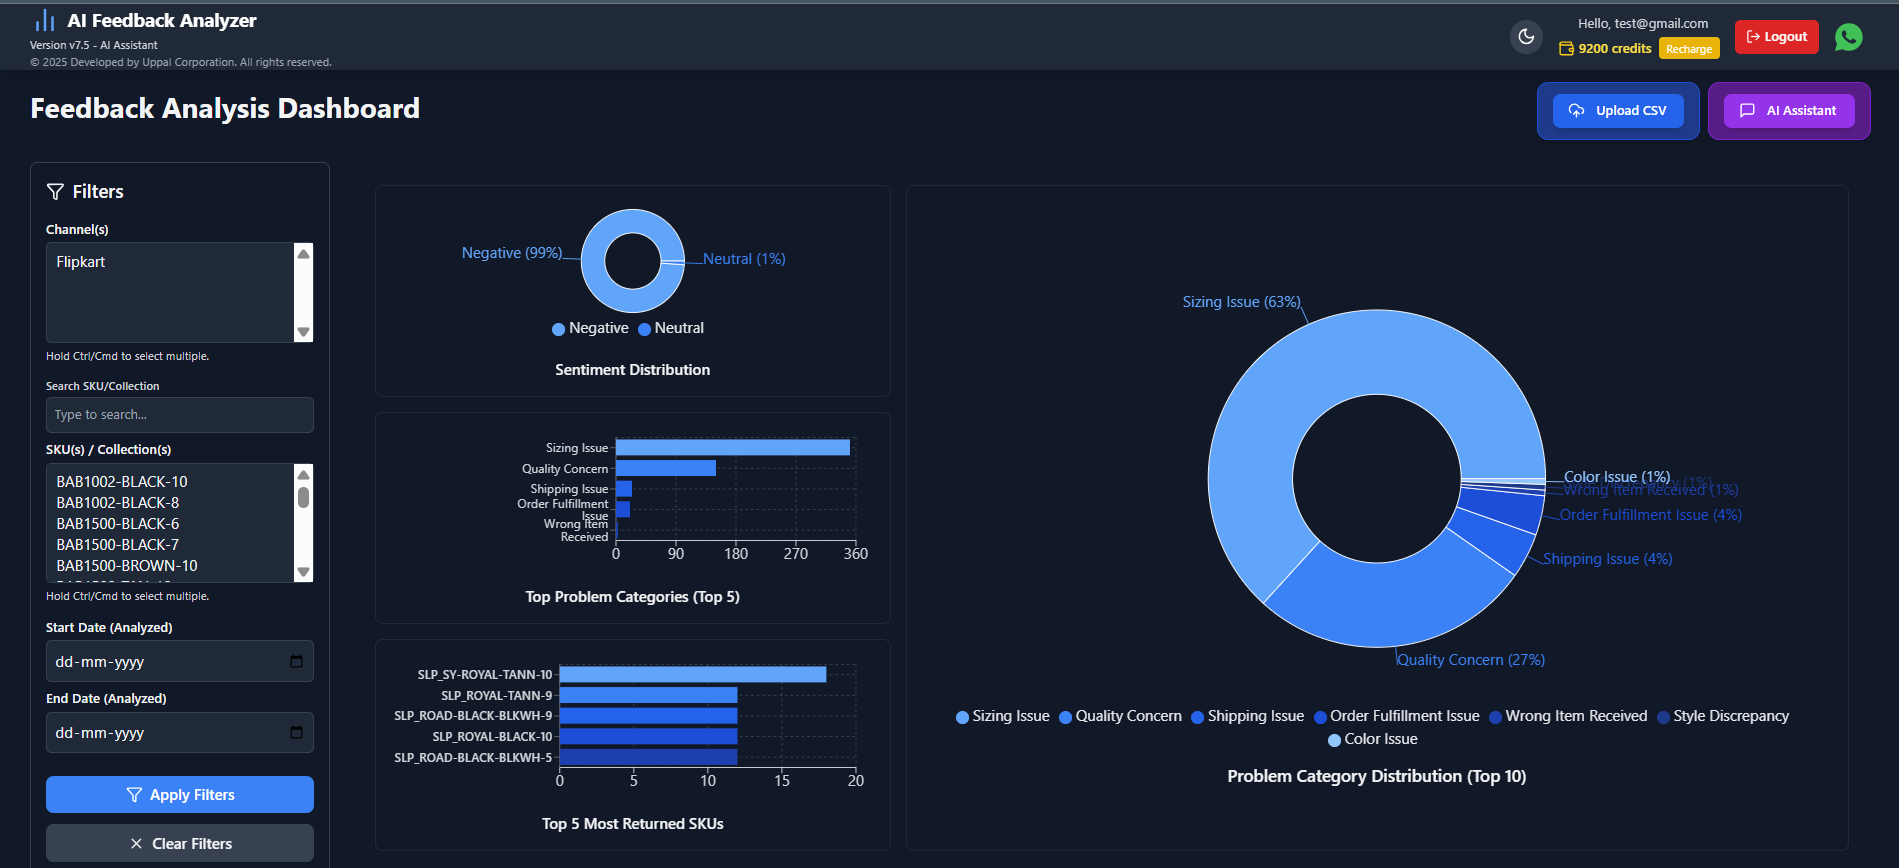 AI Feedback Analyzer
Version v7.5 - AI Assistant
© 2025 Developed by Uppal Corporation. All rights reserved.
Hello, test@gmail.com
9200 credits
Recharge
Logout
Feedback Analysis Dashboard
Upload CSV
AI Assistant
Filters
Channel(s)
Flipkart
Hold Ctrl/Cmd to select multiple.
Search SKU/Collection
Type to search...
SKU(s) / Collection(s)
BAB1002-BLACK-10
BAB1002-BLACK-8
BAB1500-BLACK-6
BAB1500-BLACK-7
BAB1500-BROWN-10
Hold Ctrl/Cmd to select multiple.
Start Date (Analyzed)
dd-mm-yyyy
End Date (Analyzed)
dd-mm-yyyy
Apply Filters
Clear Filters
Negative (99%)
Neutral (1%)
Negative Neutral
Sentiment Distribution
Sizing Issue
Quality Concern
Shipping Issue
Order Fulfillment
Issue
Wrong Item
Received
0 90 180 270 360
Top Problem Categories (Top 5)
SLP_SY-ROYAL-TANN-10
SLP_ROYAL-TANN-9
SLP_ROAD-BLACK-BLKWH-9
SLP_ROYAL-BLACK-10
SLP_ROAD-BLACK-BLKWH-5
0 5 10 15 20
Top 5 Most Returned SKUs
Sizing Issue (63%)
Color Issue (1%)
Wrong Item Received (1%)
Order Fulfillment Issue (4%)
Shipping Issue (4%)
Quality Concern (27%)
Sizing Issue Quality Concern Shipping Issue Order Fulfillment Issue Wrong Item Received Style Discrepancy
Color Issue
Problem Category Distribution (Top 10)